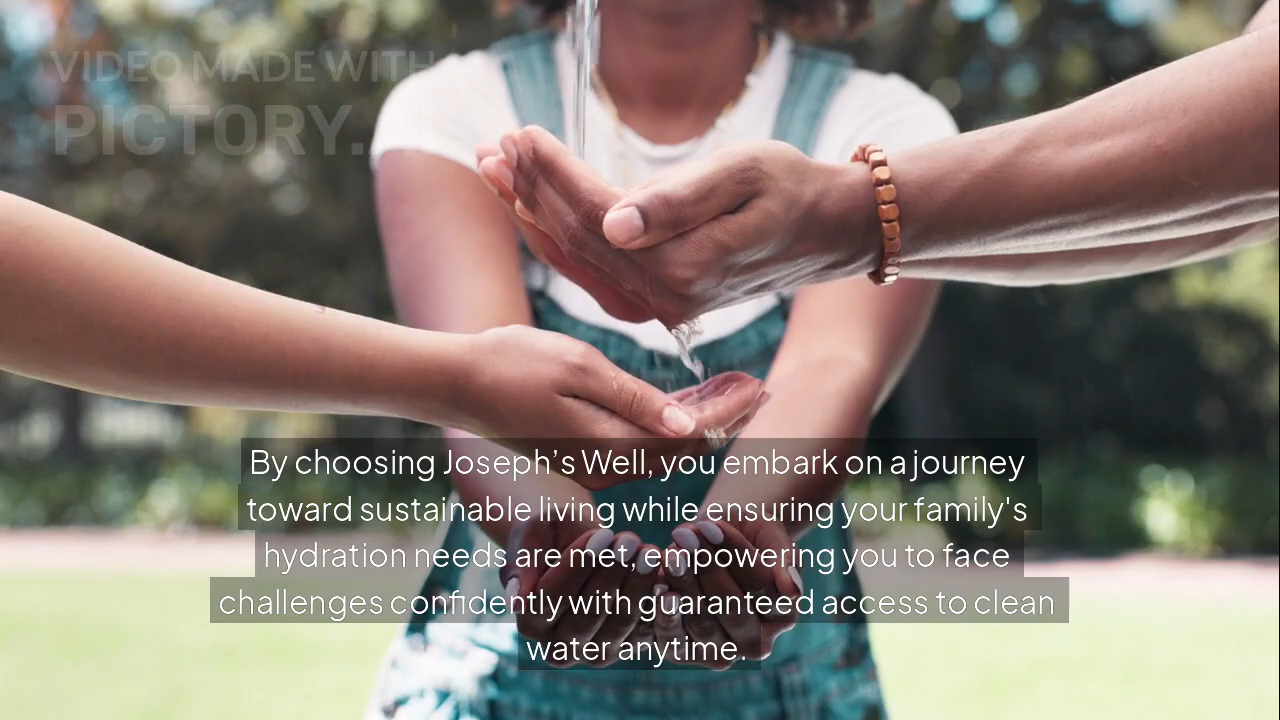 VIDEO MADE WITH
PICTORY.
By choosing Joseph’s Well, you embark on a journey
toward sustainable living while ensuring your family's
hydration needs are met, empowering you to face
challenges confidently with guaranteed access to clean
water anytime.